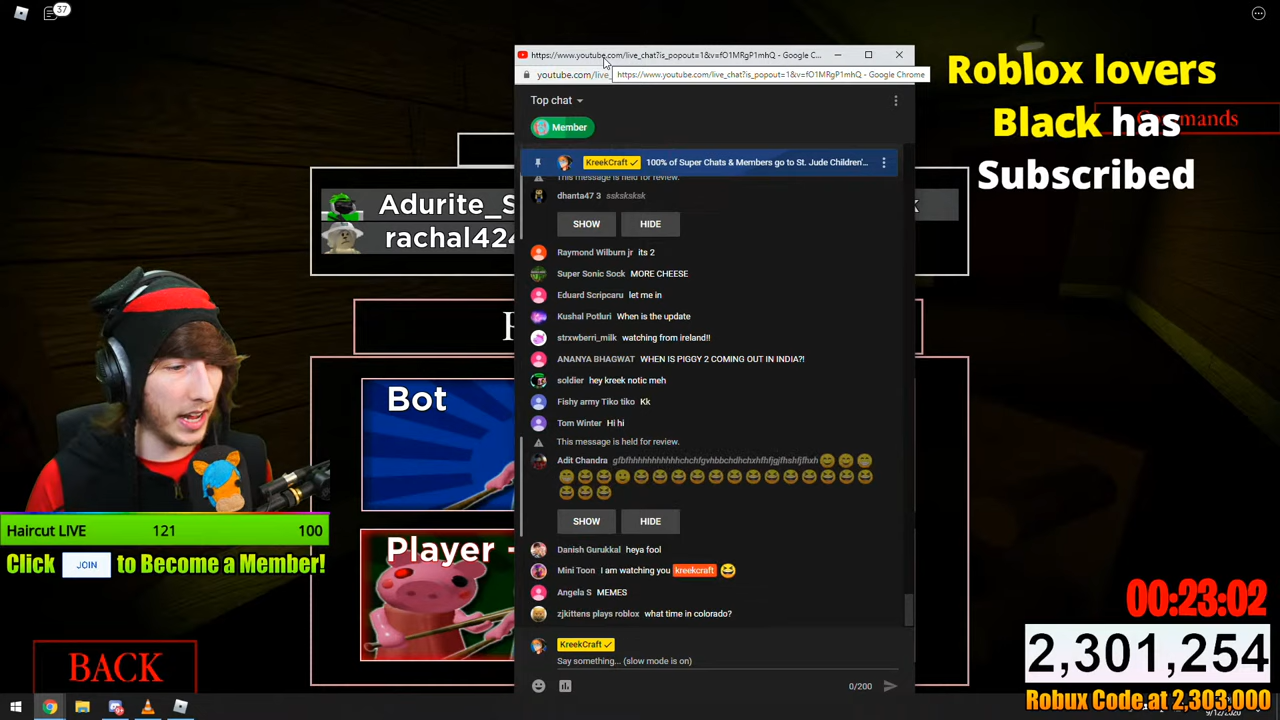 37
https://www.youtube.com/live_chat?is_popout=1&v=fO1MRgP1mhQ - Google C...
youtube.com/live_
https://www.youtube.com/live_chat?is_popout=1&v=fO1MRgP1mhQ - Google Chrome
Roblox lovers
Black has
Subscribed
Top chat
Member
KreekCraft 100% of Super Chats & Members go to St. Jude Children'...
This message is held for review.
dhanta47 3 ssksksksk
SHOW HIDE
Adurite_S
rachal424
Raymond Wilburn jr its 2
Super Sonic Sock MORE CHEESE
Eduard Scripcaru let me in
Kushal Potluri When is the update
strxwberri_milk watching from ireland!!
ANANYA BHAGWAT WHEN IS PIGGY 2 COMING OUT IN INDIA?!
soldier hey kreek notic meh
Fishy army Tiko tiko Kk
Tom Winter Hi hi
This message is held for review.
Adit Chandra
SHOW HIDE
Danish Gurukkal heya fool
Mini Toon I am watching you kreekcraft
Angela S MEMES
zjkittens plays roblox what time in colorado?
KreekCraft
Say something... (slow mode is on)
0/200
Bot
Player -
Haircut LIVE 121 100
Click JOIN to Become a Member!
BACK
00:23:02
2,301,254
Robux Code at 2,303,000